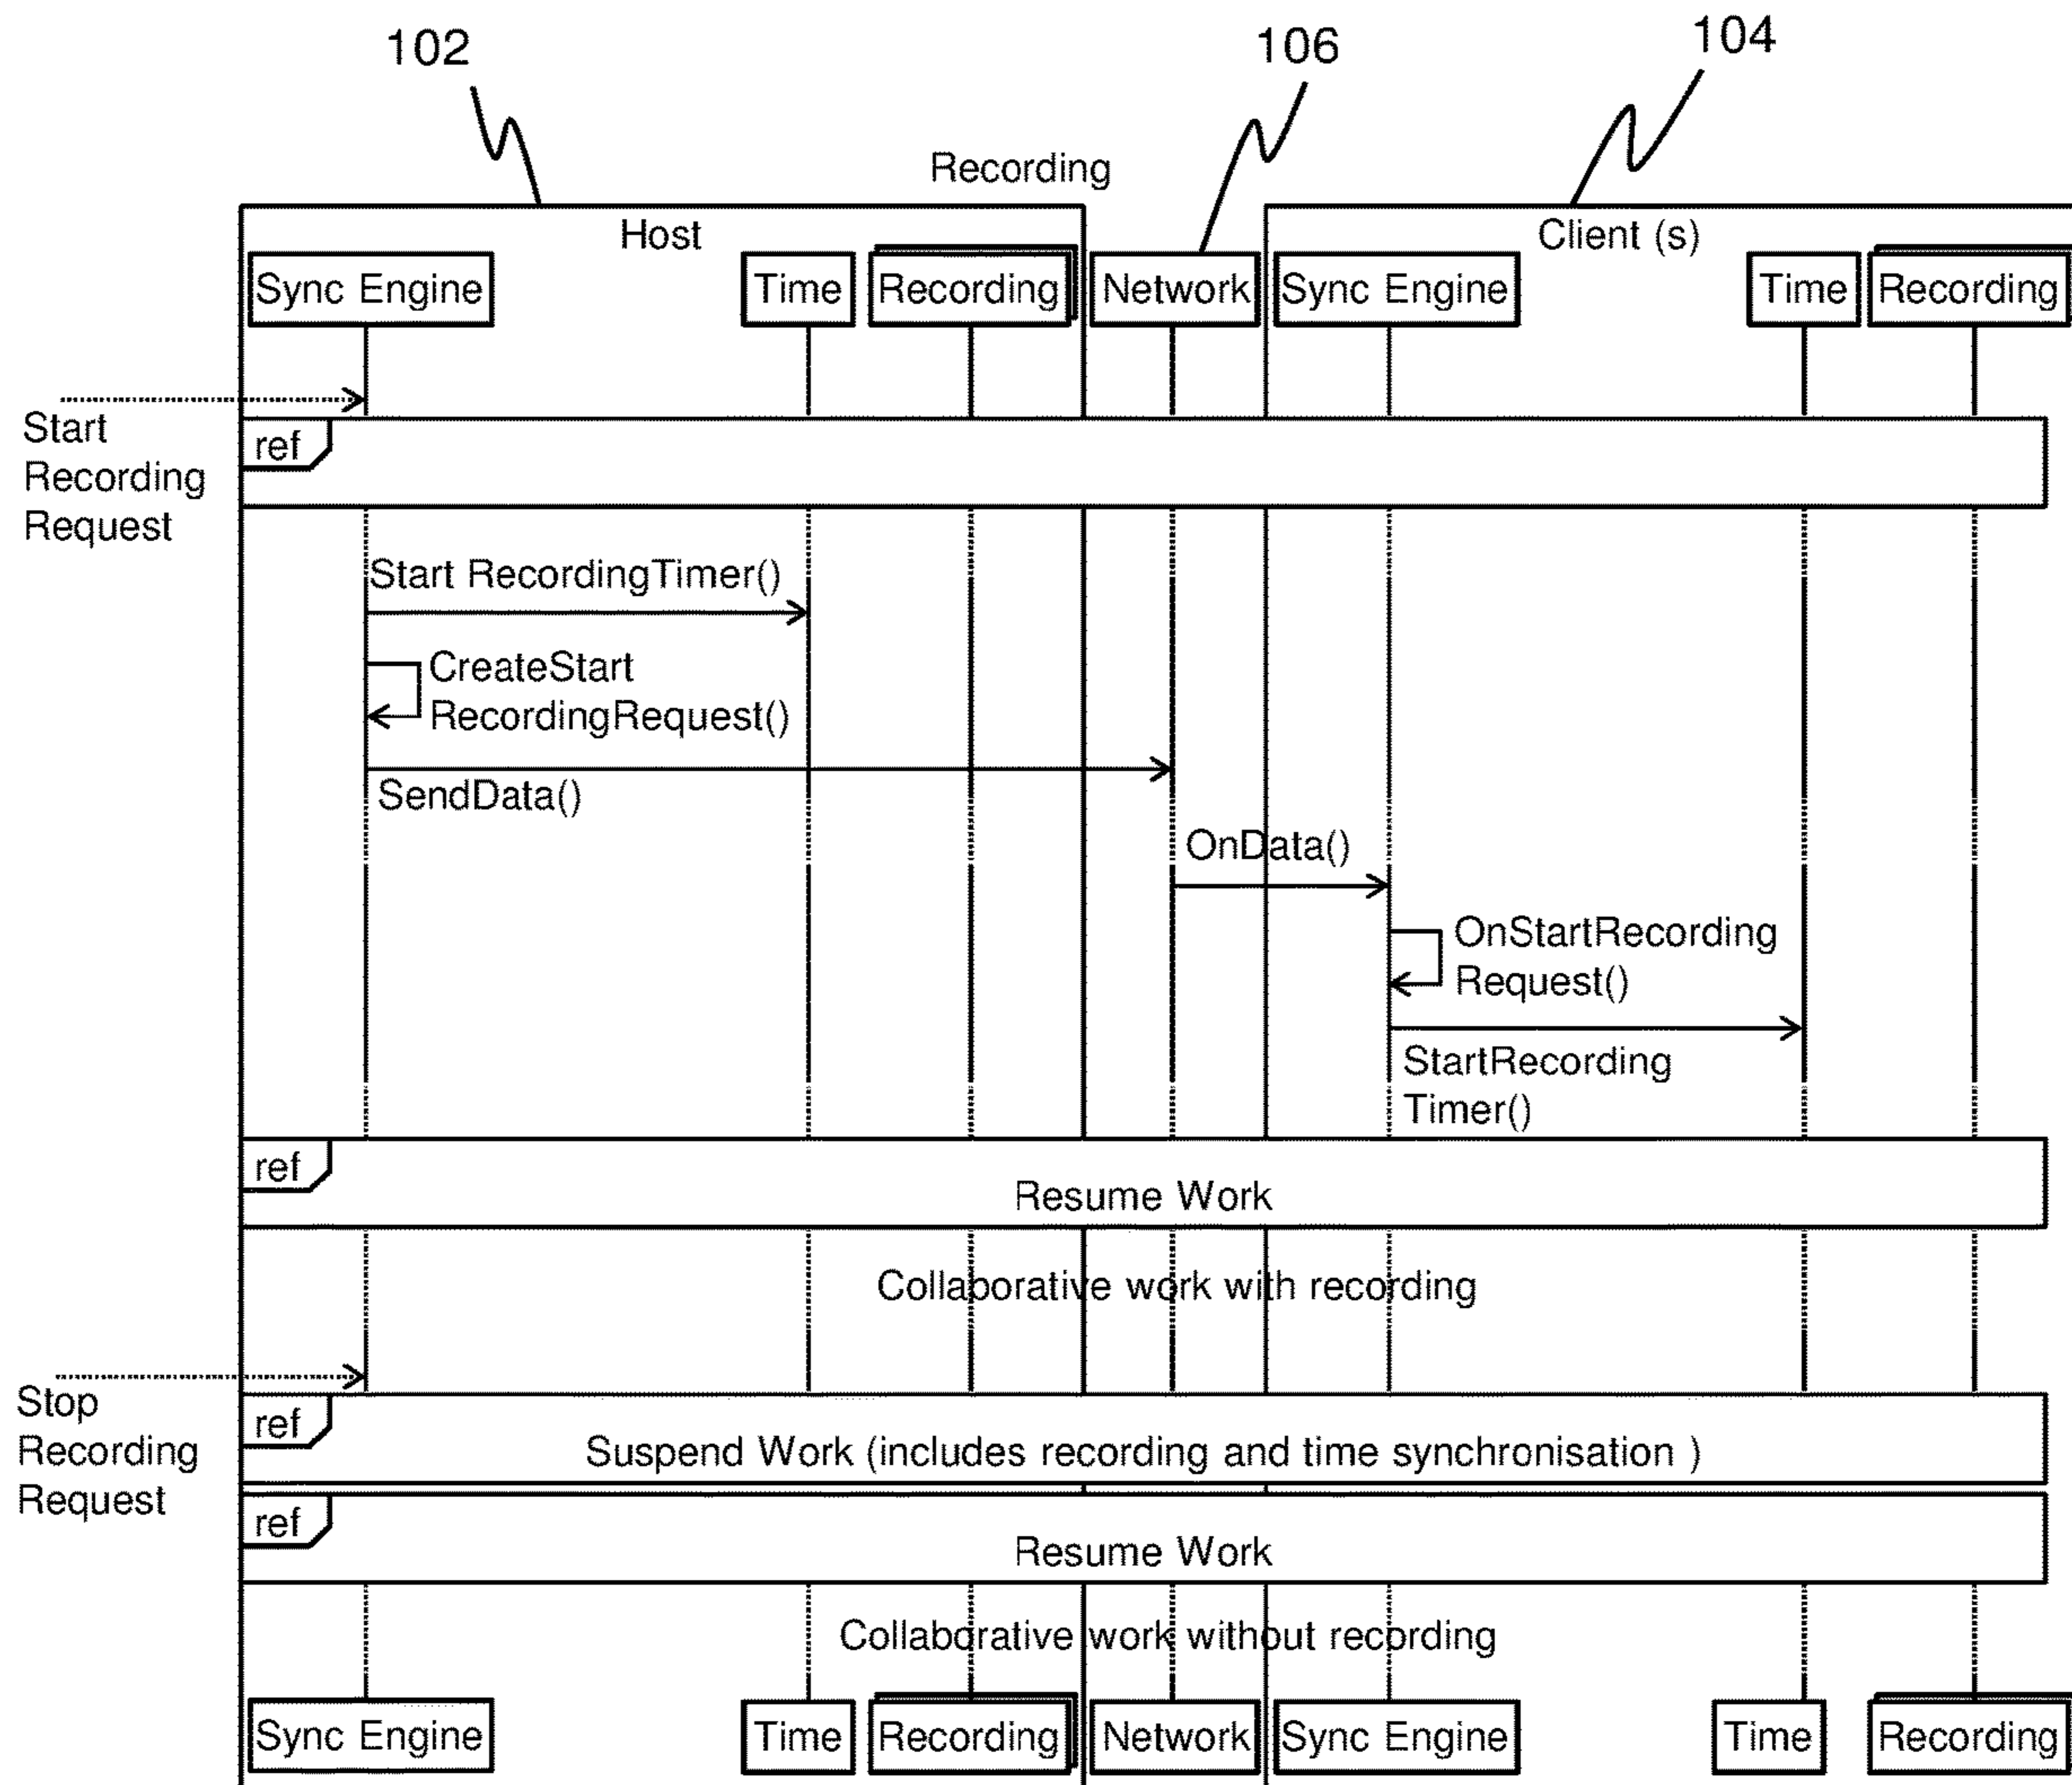 102
106
104
Recording
Host
Client (s)
Sync Engine
Time
Recording
Network
Sync Engine
Time
Recording
Start
Recording
Request
ref
Start RecordingTimer()
CreateStart
RecordingRequest()
SendData()
OnData()
OnStartRecording
Request()
StartRecording
Timer()
ref
Resume Work
Collaborative work with recording
Stop
Recording
Request
ref
Suspend Work (includes recording and time synchronisation )
ref
Resume Work
Collaborative work without recording
Sync Engine
Time
Recording
Network
Sync Engine
Time
Recording